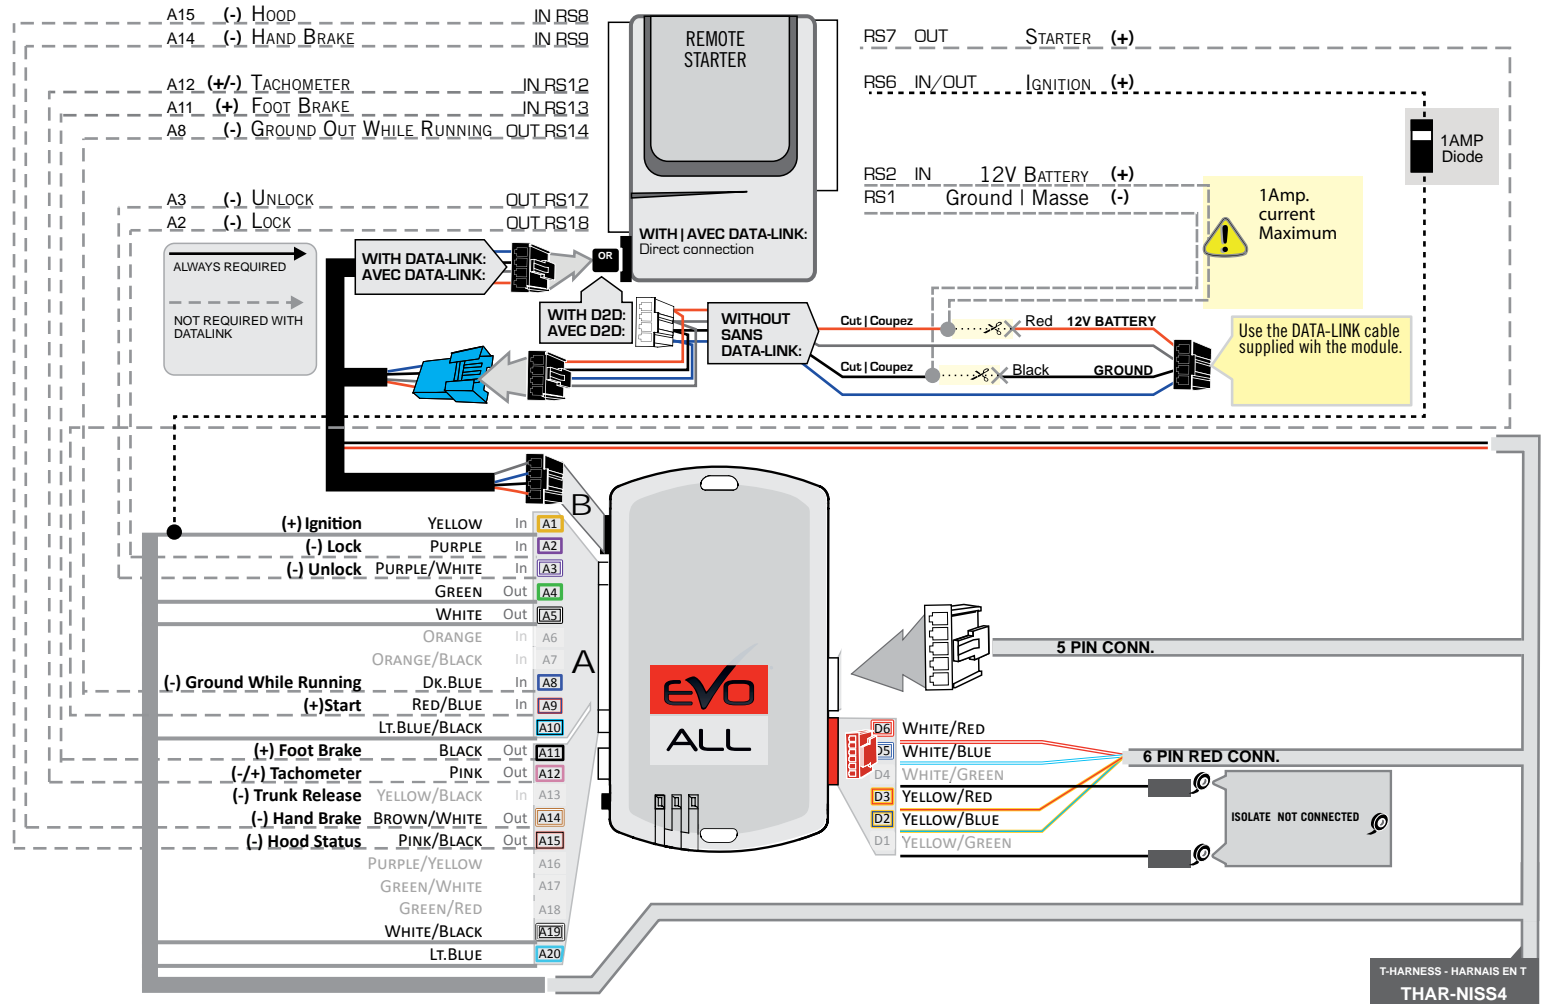 A15 (-) Hood IN RS8
A14 (-) Hand Brake IN RS9
A12 (+/-) Tachometer IN RS12
A11 (+) Foot Brake IN RS13
A8 (-) Ground Out While Running OUT RS14
A3 (-) Unlock OUT RS17
A2 (-) Lock OUT RS18
REMOTE
STARTER
RS7 OUT Starter (+)
RS6 IN/OUT Ignition (+)
1AMP
Diode
RS2 IN 12V Battery (+)
RS1 Ground | Masse (-)
1Amp.
current
Maximum
WITH | AVEC DATA-LINK:
Direct connection
ALWAYS REQUIRED
NOT REQUIRED WITH
DATALINK
WITH DATA-LINK:
AVEC DATA-LINK:
OR
WITH D2D:
AVEC D2D:
WITHOUT
SANS
DATA-LINK:
Cut | Coupez Red 12V BATTERY
Cut | Coupez Black GROUND
Use the DATA-LINK cable
supplied wih the module.
B
A
(+) Ignition Yellow In A1
(-) Lock Purple In A2
(-) Unlock Purple/White In A3
Green Out A4
White Out A5
Orange In A6
Orange/Black In A7
(-) Ground While Running Dk.Blue In A8
(+)Start Red/Blue In A9
Lt.Blue/Black A10
(+) Foot Brake Black Out A11
(-/+) Tachometer Pink Out A12
(-) Trunk Release Yellow/Black In A13
(-) Hand Brake Brown/White Out A14
(-) Hood Status Pink/Black Out A15
Purple/Yellow A16
Green/White A17
Green/Red A18
White/Black A19
Lt.Blue A20
EVO
ALL
5 PIN CONN.
D6 White/Red
D5 White/Blue
D4 White/Green
D3 Yellow/Red
D2 Yellow/Blue
D1 Yellow/Green
6 PIN RED CONN.
ISOLATE NOT CONNECTED
T-HARNESS - HARNAIS EN T
THAR-NISS4